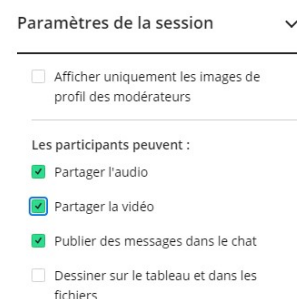 Paramètres de la session
Afficher uniquement les images de
profil des modérateurs
Les participants peuvent :
Partager l'audio
Partager la vidéo
Publier des messages dans le chat
Dessiner sur le tableau et dans les
fichiers